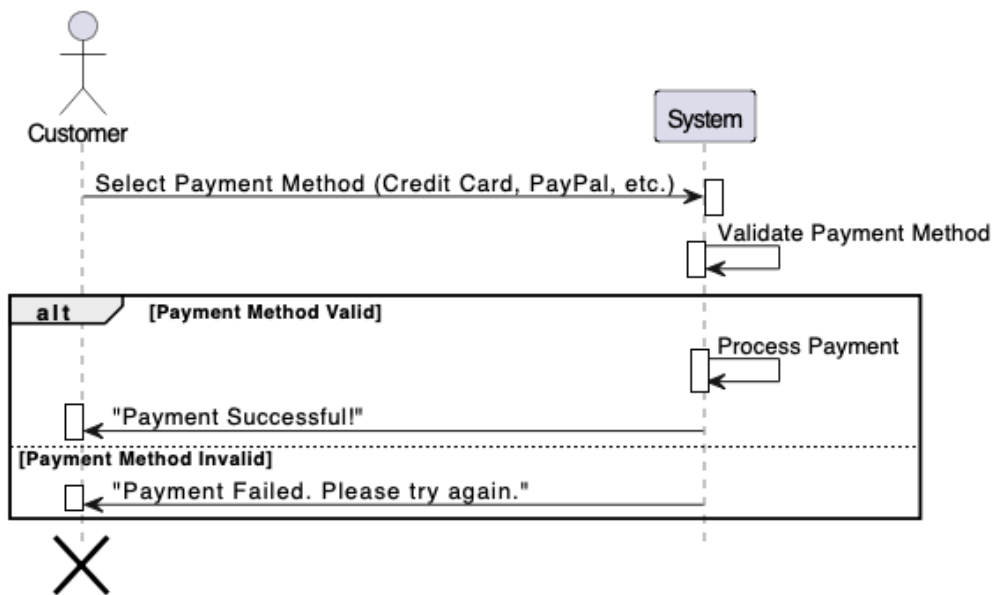 Customer
System
Select Payment Method (Credit Card, PayPal, etc.)
Validate Payment Method
alt [Payment Method Valid]
Process Payment
"Payment Successful!"
[Payment Method Invalid]
"Payment Failed. Please try again."